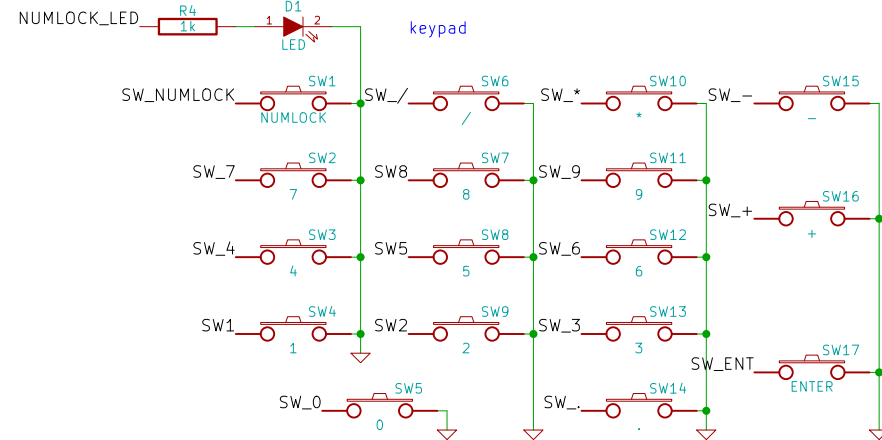 D1
R4
NUMLOCK_LED 1k 1 2 keypad
LED
SW1 SW6 SW10 SW15
SW_NUMLOCK SW_/ SW_* SW_-
NUMLOCK / * -
SW2 SW7 SW11
SW_7 SW8 SW_9
7 8 9
SW16
SW_+
+
SW3 SW8 SW12
SW_4 SW5 SW_6
4 5 6
SW4 SW9 SW13
SW1 SW2 SW_3
1 2 3
SW17
SW_ENT
ENTER
SW5 SW14
SW_0 SW_.
0 .